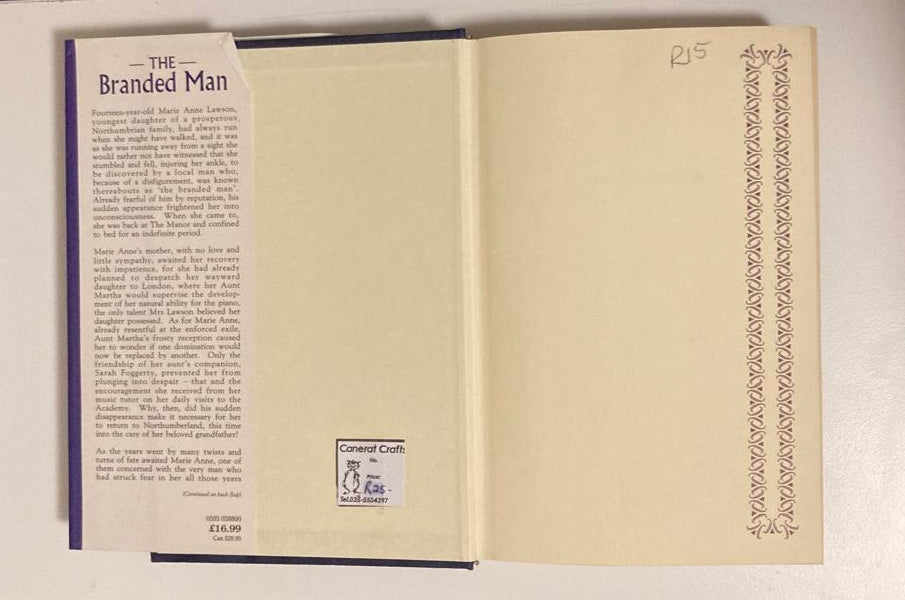 — THE —
Branded Man
Fourteen-year-old Marie Anne Lawson,
youngest daughter of a prosperous
Northumbrian family, had always run
when she might have walked, and it was
as she was running away from a sight she
would rather not have witnessed that she
stumbled and fell, injuring her ankle, to
be discovered by a local man who,
because of a disfigurement, was known
thereabouts as 'the branded man'.
Already fearful of him by reputation, his
sudden appearance frightened her into
unconsciousness. When she came to,
she was back at The Manor and confined
to bed for an indefinite period.
Marie Anne's mother, with no love and
little sympathy, awaited her recovery
with impatience, for she had already
planned to despatch her wayward
daughter to London, where her Aunt
Martha would supervise the develop-
ment of her natural ability for the piano,
the only talent Mrs Lawson believed her
daughter possessed. As for Marie Anne,
already resentful at the enforced exile,
Aunt Martha's frosty reception caused
her to wonder if one domination would
now be replaced by another. Only the
friendship of her aunt's companion,
Sarah Foggerty, prevented her from
plunging into despair – that and the
encouragement she received from her
music tutor on her daily visits to the
Academy. Why, then, did his sudden
disappearance make it necessary for her
to return to Northumberland, this time
into the care of her beloved grandfather?
As the years went by many twists and
turns of fate awaited Marie Anne, one of
them concerned with the very man who
had struck fear in her all those years
(Continued on back flap)
0593-038800
£16.99
Can $29.95
Canerat Craft
No.
Price:
R25-
Tel.035-5504397
R15